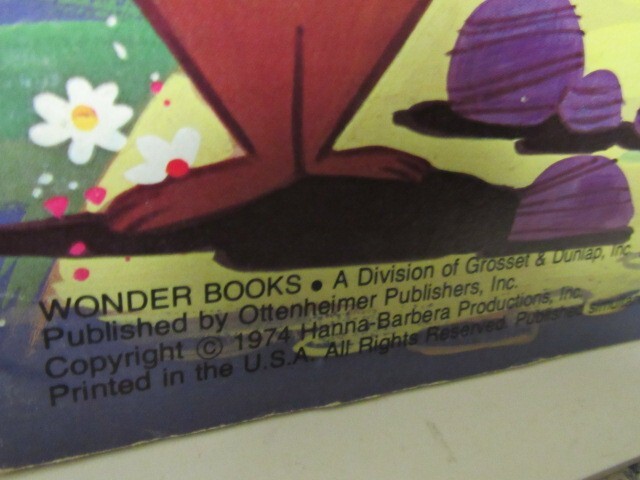 WONDER BOOKS • A Division of Grosset & Dunlap, Inc.
Published by Ottenheimer Publishers, Inc.
Copyright © 1974 Hanna-Barbera Productions, Inc.
Printed in the U.S.A. All Rights Reserved. Published